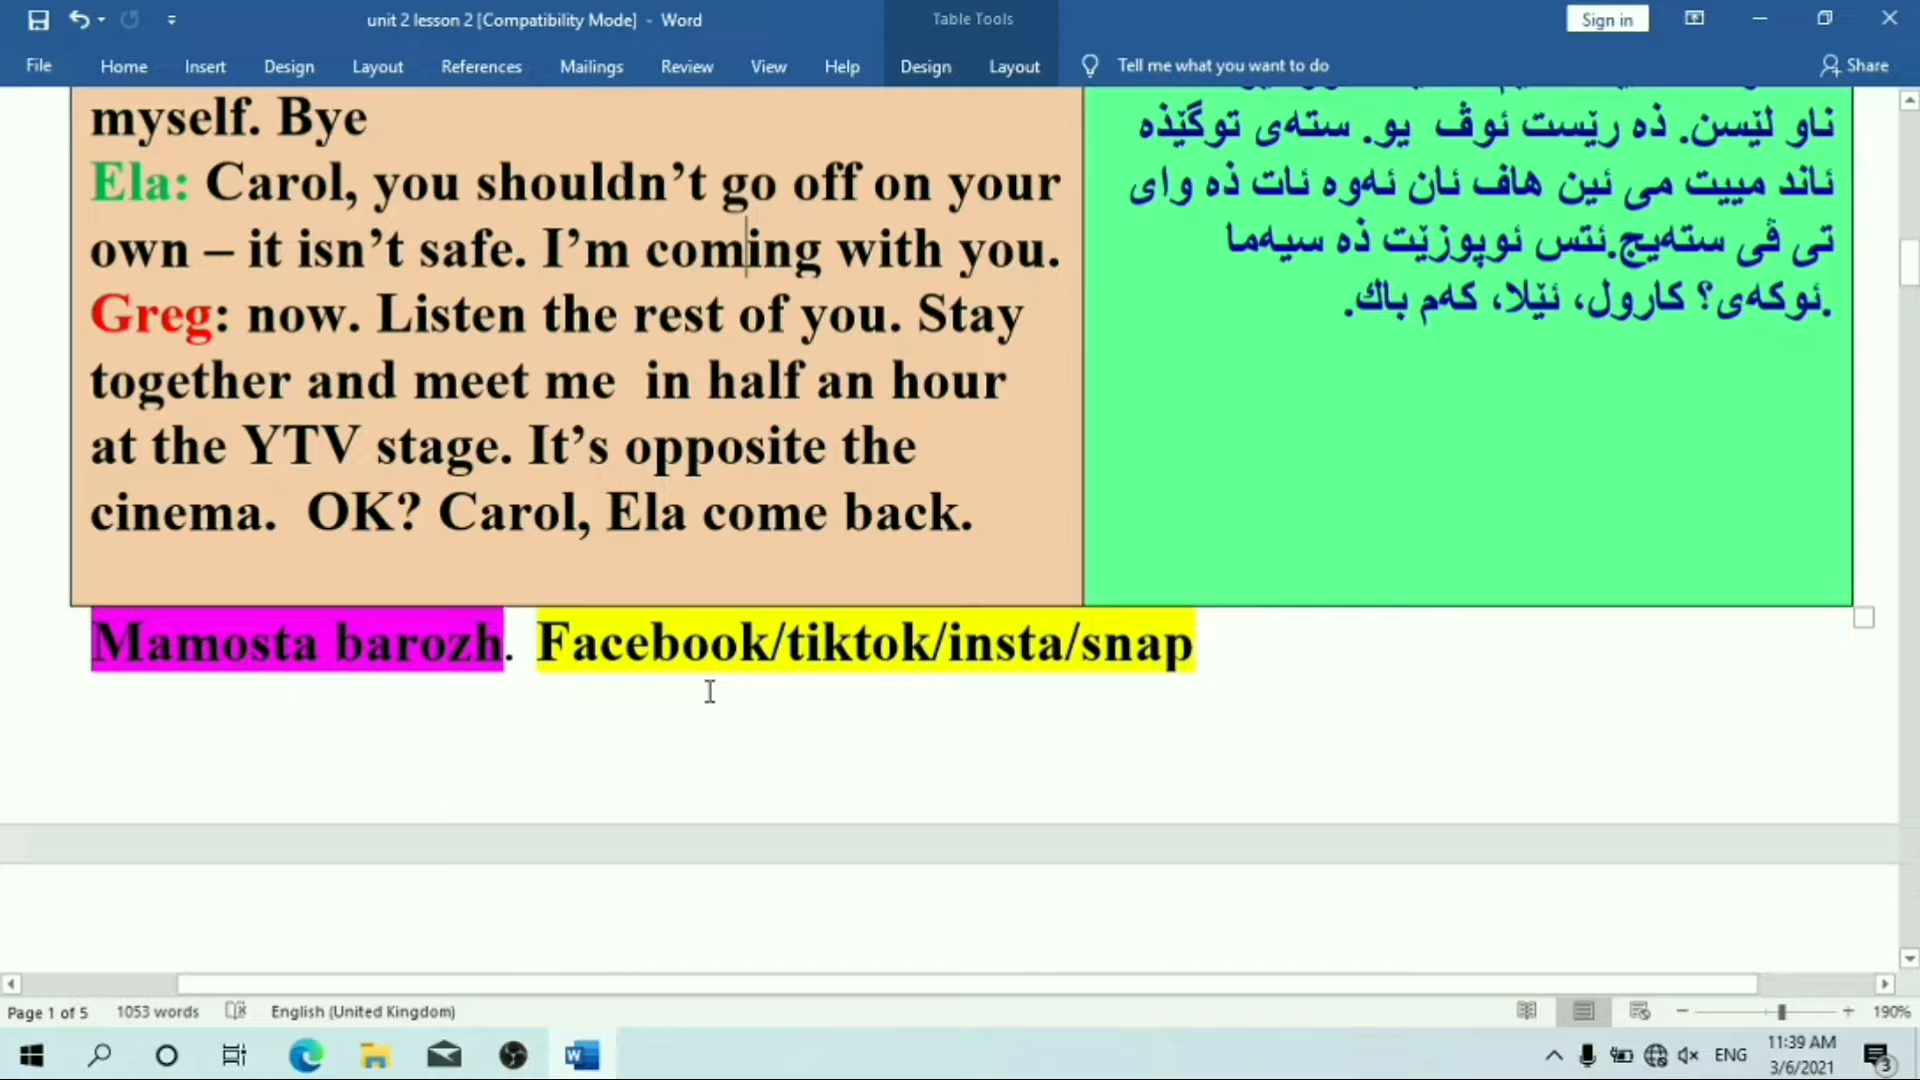 unit 2 lesson 2 [Compatibility Mode] - Word
Table Tools
Sign in
File Home Insert Design Layout References Mailings Review View Help Design Layout Tell me what you want to do Share
myself. Bye
Ela: Carol, you shouldn’t go off on your
own – it isn’t safe. I’m coming with you.
Greg: now. Listen the rest of you. Stay
together and meet me in half an hour
at the YTV stage. It’s opposite the
cinema. OK? Carol, Ela come back.
ناو لێسن. ذە رێست ئوڤ یو. ستەی توگێذە
ئاند مییت می ئین هاف ئان ئەوە ئات ذە وای
تی ڤی ستەیج.ئتس ئوپوزێت ذە سیەما
.ئوکەی؟ کارول، ئێلا، کەم باك.
Mamosta barozh. Facebook/tiktok/insta/snap
Page 1 of 5 1053 words English (United Kingdom) 190%
ENG
11:39 AM
3/6/2021
3